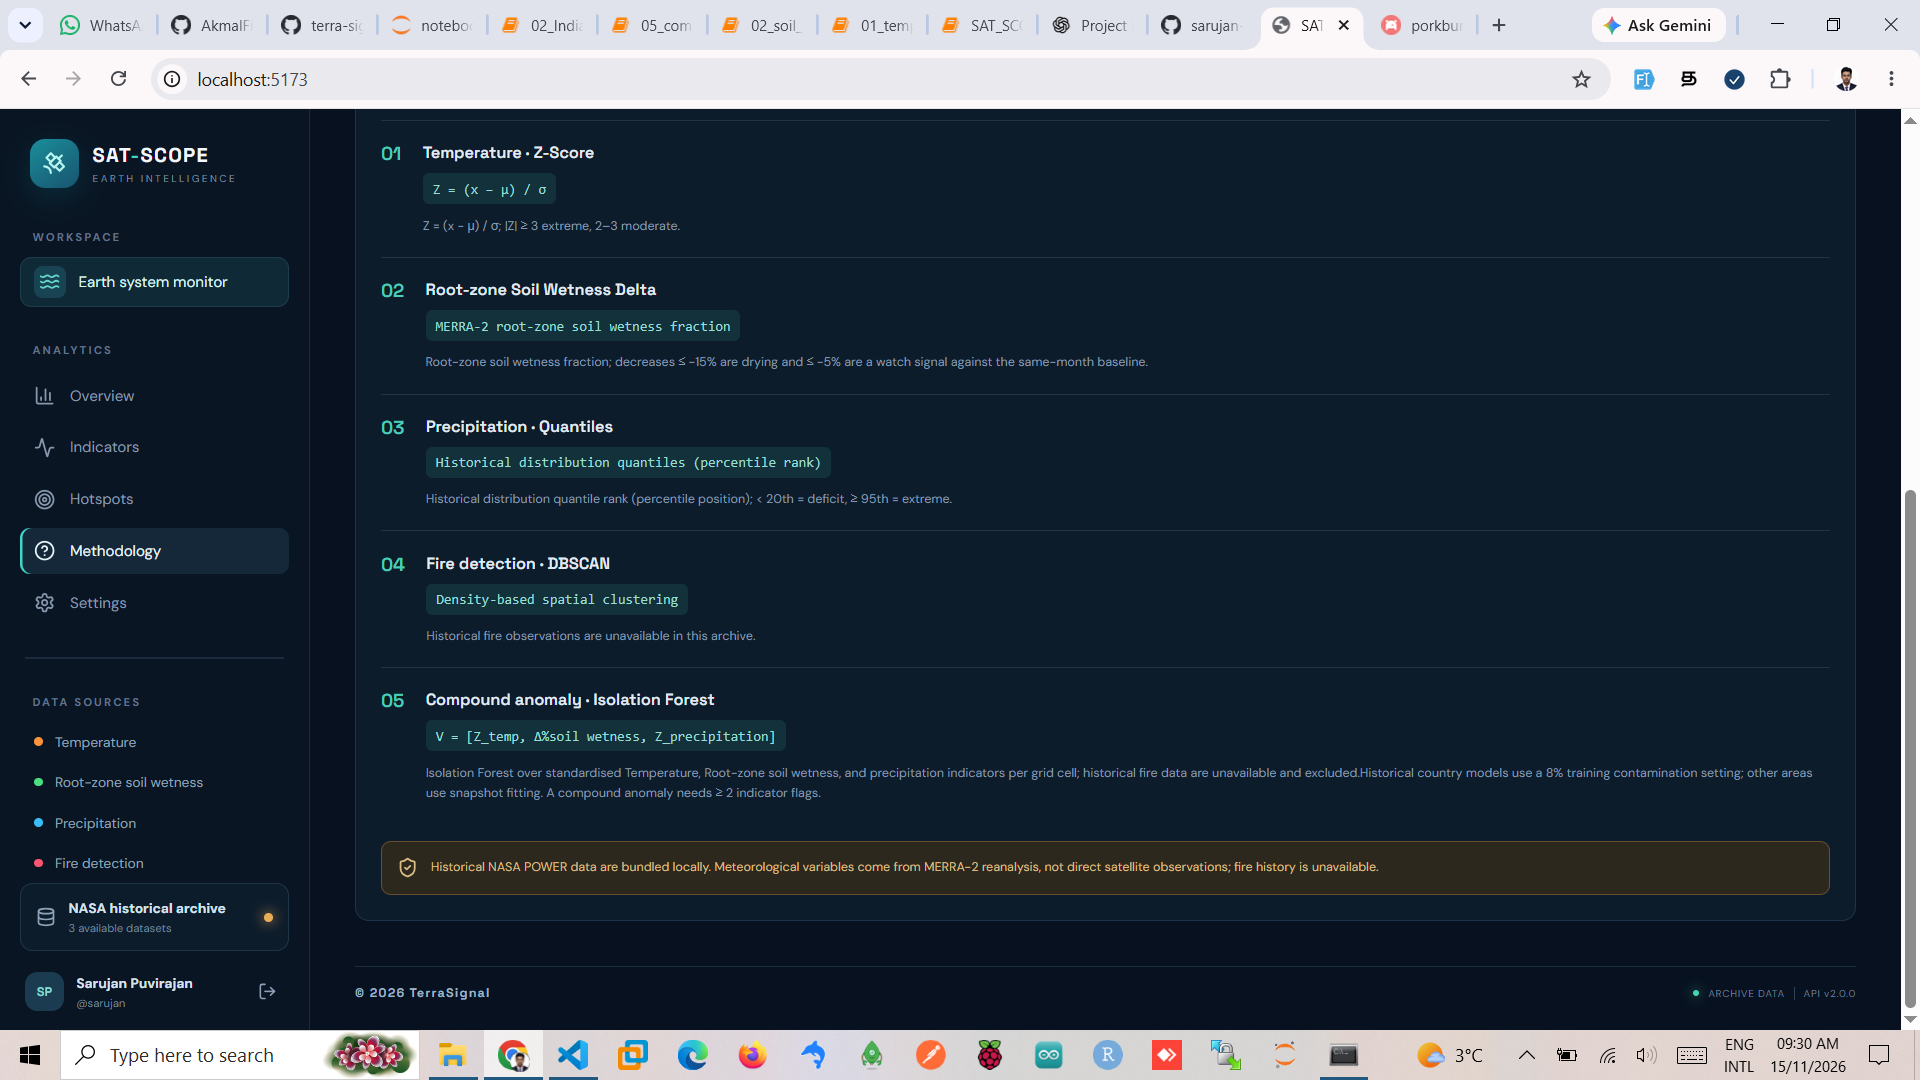 WhatsA
AkmalF
terra-si
notebo
02_India
05_com
02_soil_
01_temp
SAT_SCO
Project
sarujan-
SAT
porkbun
Ask Gemini
localhost:5173
SAT-SCOPE
EARTH INTELLIGENCE
WORKSPACE
Earth system monitor
ANALYTICS
Overview
Indicators
Hotspots
Methodology
Settings
DATA SOURCES
Temperature
Root-zone soil wetness
Precipitation
Fire detection
NASA historical archive
3 available datasets
SP
Sarujan Puvirajan
@sarujan
01 Temperature · Z-Score
Z = (x − μ) / σ
Z = (x − μ) / σ; |Z| ≥ 3 extreme, 2–3 moderate.
02 Root-zone Soil Wetness Delta
MERRA-2 root-zone soil wetness fraction
Root-zone soil wetness fraction; decreases ≤ -15% are drying and ≤ -5% are a watch signal against the same-month baseline.
03 Precipitation · Quantiles
Historical distribution quantiles (percentile rank)
Historical distribution quantile rank (percentile position); < 20th = deficit, ≥ 95th = extreme.
04 Fire detection · DBSCAN
Density-based spatial clustering
Historical fire observations are unavailable in this archive.
05 Compound anomaly · Isolation Forest
V = [Z_temp, Δ%soil wetness, Z_precipitation]
Isolation Forest over standardised Temperature, Root-zone soil wetness, and precipitation indicators per grid cell; historical fire data are unavailable and excluded.Historical country models use a 8% training contamination setting; other areas
use snapshot fitting. A compound anomaly needs ≥ 2 indicator flags.
Historical NASA POWER data are bundled locally. Meteorological variables come from MERRA-2 reanalysis, not direct satellite observations; fire history is unavailable.
© 2026 TerraSignal
ARCHIVE DATA
API v2.0.0
Type here to search
3°C
ENG
INTL
09:30 AM
15/11/2026